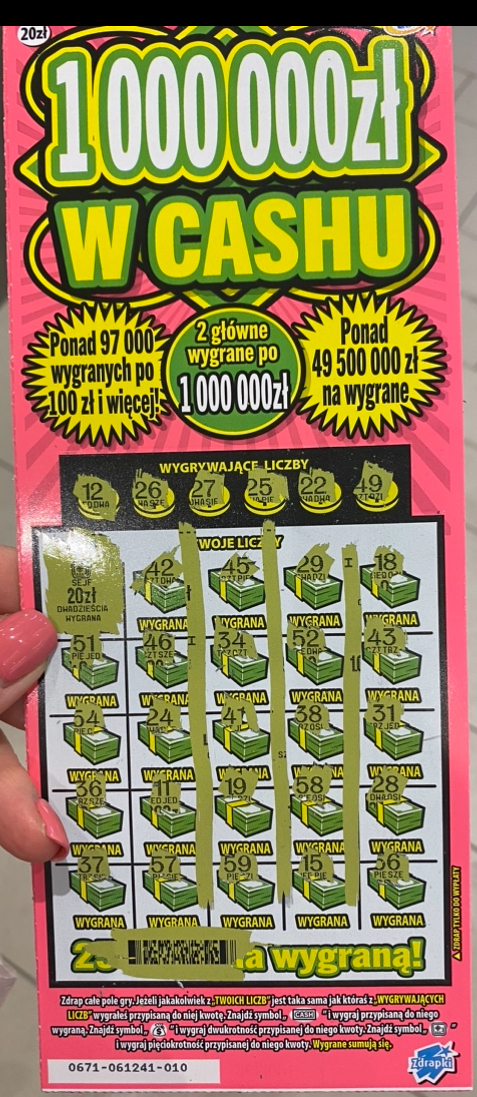 20zł
1 000 000zł
W CASHU
Ponad 97 000
wygranych po
100 zł i więcej!
2 główne
wygrane po
1 000 000zł
Ponad
49 500 000 zł
na wygrane
WYGRYWAJĄCE LICZBY
12 26 27 25 22 49
TWOJE LICZBY
SEJF
20zł
DWADZIEŚCIA
WYGRANA
42 45 29 18
WYGRANA WYGRANA WYGRANA WYGRANA
51 46 34 52 43
WYGRANA WYGRANA WYGRANA WYGRANA WYGRANA
54 24 41 38 31
WYGRANA WYGRANA WYGRANA WYGRANA WYGRANA
36 11 19 58 28
WYGRANA WYGRANA WYGRANA WYGRANA WYGRANA
37 57 59 15 56
WYGRANA WYGRANA WYGRANA WYGRANA WYGRANA
a wygraną!
ZDRAP TYLKO DO WYPŁATY
Zdrap całe pole gry. Jeżeli jakakolwiek z „TWOICH LICZB" jest taka sama jak któraś z „WYGRYWAJĄCYCH
LICZB" wygrałeś przypisaną do niej kwotę. Znajdź symbol „CASH" i wygraj przypisaną do niego
wygraną. Znajdź symbol „ " i wygraj dwukrotność przypisanej do niego kwoty. Znajdź symbol „ "
i wygraj pięciokrotność przypisanej do niego kwoty. Wygrane sumują się.
0671-061241-010
Zdrapki